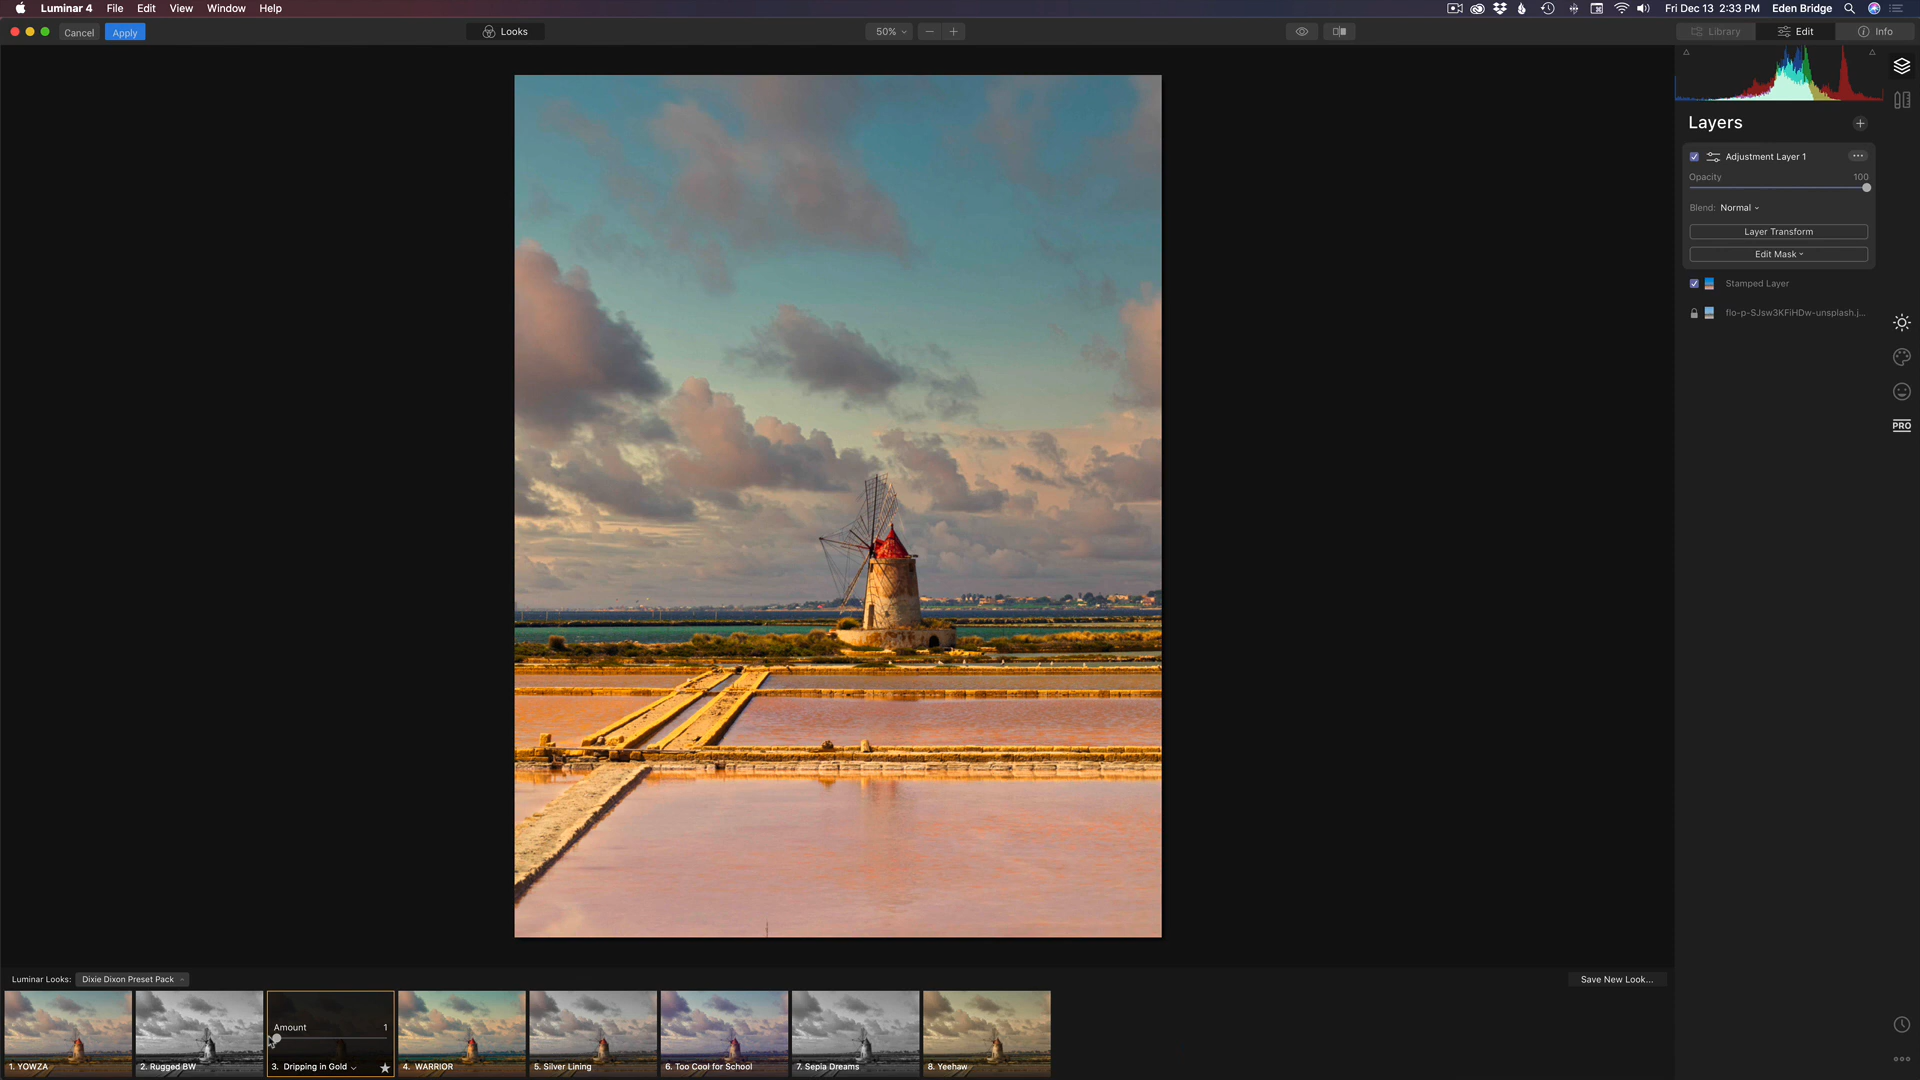 Luminar 4 File Edit View Window Help
Fri Dec 13 2:33 PM Eden Bridge
Cancel Apply
Looks
50%
Library Edit Info
Layers
Adjustment Layer 1
Opacity 100
Blend: Normal
Layer Transform
Edit Mask
Stamped Layer
flo-p-SJsw3KFiHDw-unsplash.j...
PRO
Luminar Looks: Dixie Dixon Preset Pack
Save New Look...
Amount 1
1. YOWZA
2. Rugged BW
3. Dripping in Gold
4. WARRIOR
5. Silver Lining
6. Too Cool for School
7. Sepia Dreams
8. Yeehaw